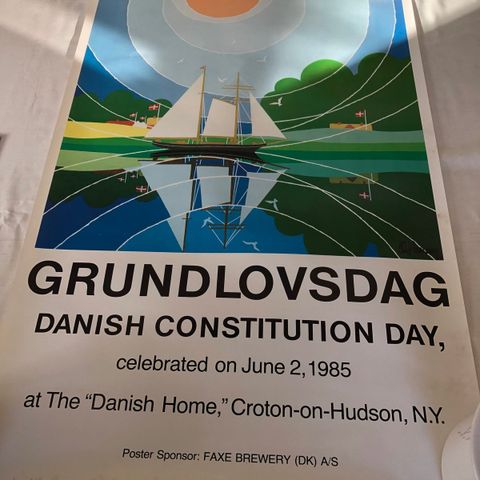 GRUNDLOVSDAG
DANISH CONSTITUTION DAY,
celebrated on June 2, 1985
at The "Danish Home," Croton-on-Hudson, N.Y.
Poster Sponsor: FAXE BREWERY (DK) A/S